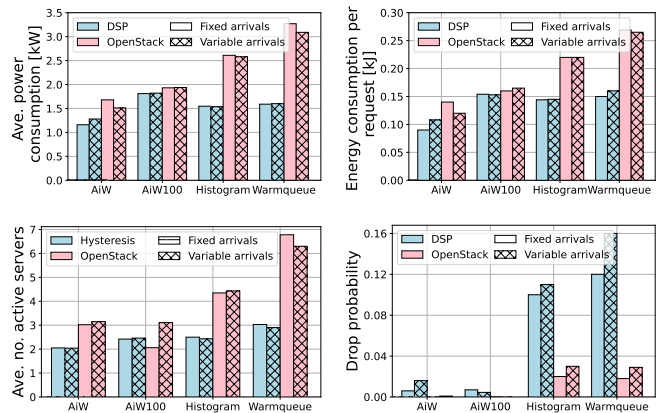 Ave. power
consumption [kW]
3.5
3.0
2.5
2.0
1.5
1.0
0.5
0.0
DSP
OpenStack
Fixed arrivals
Variable arrivals
AiW
AiW100
Histogram
Warmqueue
Energy consumption per
request [kJ]
0.30
0.25
0.20
0.15
0.10
0.05
0.00
DSP
OpenStack
Fixed arrivals
Variable arrivals
AiW
AiW100
Histogram
Warmqueue
Ave. no. active servers
7
6
5
4
3
2
1
0
Hysteresis
OpenStack
Fixed arrivals
Variable arrivals
AiW
AiW100
Histogram
Warmqueue
Drop probability
0.16
0.12
0.08
0.04
0.00
DSP
OpenStack
Fixed arrivals
Variable arrivals
AiW
AiW100
Histogram
Warmqueue